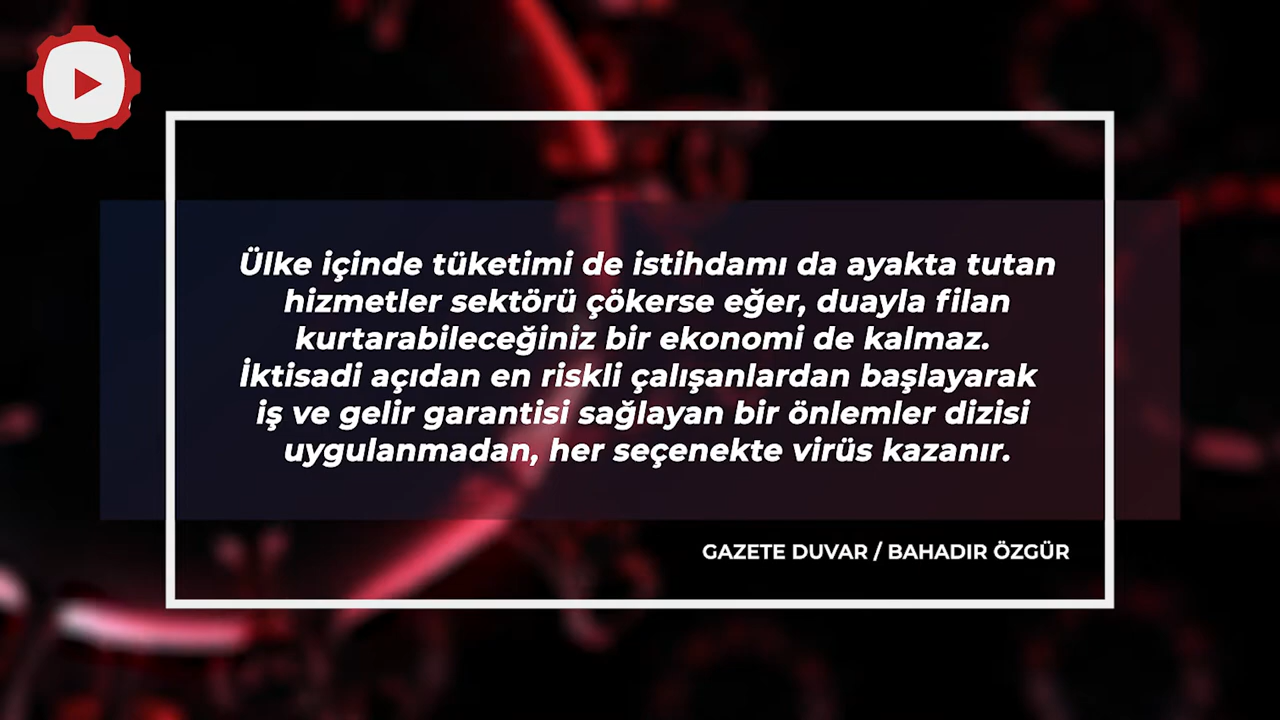 Ülke içinde tüketimi de istihdamı da ayakta tutan
hizmetler sektörü çökerse eğer, duayla filan
kurtarabileceğiniz bir ekonomi de kalmaz.
İktisadi açıdan en riskli çalışanlardan başlayarak
iş ve gelir garantisi sağlayan bir önlemler dizisi
uygulanmadan, her seçenekte virüs kazanır.
GAZETE DUVAR / BAHADIR ÖZGÜR